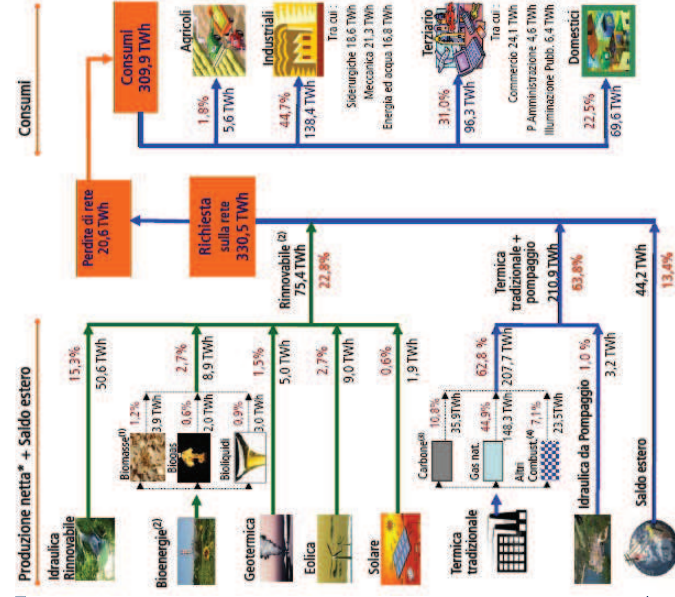 Produzione netta* + Saldo estero
Idraulica
Rinnovabile
15,3%
50,6 TWh
Bioenergie(2)
Biomasse(1)
1,2%
3,9 TWh
Biogas
0,6%
2,0 TWh
Bioliquidi
0,9%
3,0 TWh
2,7%
8,9 TWh
Geotermica
1,5%
5,0 TWh
Eolica
2,7%
9,0 TWh
Solare
0,6%
1,9 TWh
Rinnovabile (2)
75,4 TWh
22,8%
Termica
tradizionale
Carbone(3)
10,8%
35,9TWh
Gas nat.
44,9%
148,3 TWh
Altri
Combust.(4)
7,1%
23,5TWh
62,8 %
207,7 TWh
Idraulica da Pompaggio
1,0 %
3,2 TWh
Termica
tradizionale +
pompaggio
210,9 TWh
63,8%
Saldo estero
44,2 TWh
13,4%
Perdite di rete
20,6 TWh
Richiesta
sulla rete
330,5 TWh
Consumi
Consumi
309,9 TWh
Agricoli
1,8%
5,6 TWh
Industriali
44,7%
138,4 TWh
Tra cui :
Siderurgiche 18,6 TWh
Meccanica 21,3 TWh
Energia ed acqua 16,8 TWh
Terziario
31,0%
96,3 TWh
Tra cui :
Commercio 24,1 TWh
P.Amministrazione 4,6 TWh
Illuminazione Pubb. 6,4 TWh
Domestici
22,5%
69,6 TWh